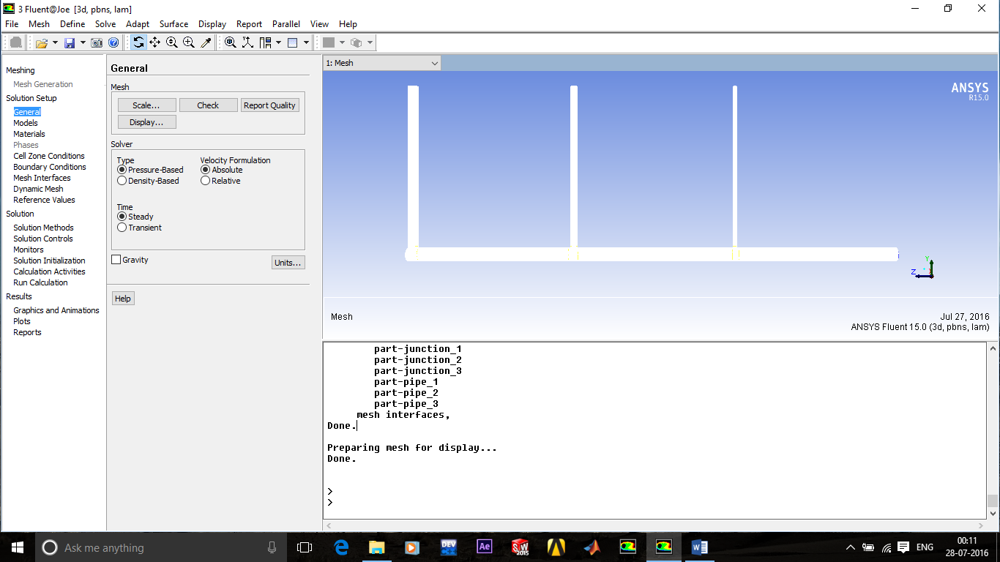 3 Fluent@Joe [3d, pbns, lam]
File Mesh Define Solve Adapt Surface Display Report Parallel View Help
Meshing
Mesh Generation
Solution Setup
General
Models
Materials
Phases
Cell Zone Conditions
Boundary Conditions
Mesh Interfaces
Dynamic Mesh
Reference Values
Solution
Solution Methods
Solution Controls
Monitors
Solution Initialization
Calculation Activities
Run Calculation
Results
Graphics and Animations
Plots
Reports
General
Mesh
Scale... Check Report Quality
Display...
Solver
Type Velocity Formulation
Pressure-Based Absolute
Density-Based Relative
Time
Steady
Transient
Gravity Units...
Help
1: Mesh
ANSYS
R15.0
Y
Z X
Mesh Jul 27, 2016
ANSYS Fluent 15.0 (3d, pbns, lam)
part-junction_1
part-junction_2
part-junction_3
part-pipe_1
part-pipe_2
part-pipe_3
mesh interfaces,
Done.
Preparing mesh for display...
Done.
>
>
Ask me anything DEV Ae SW 2015 ENG 00:11
28-07-2016